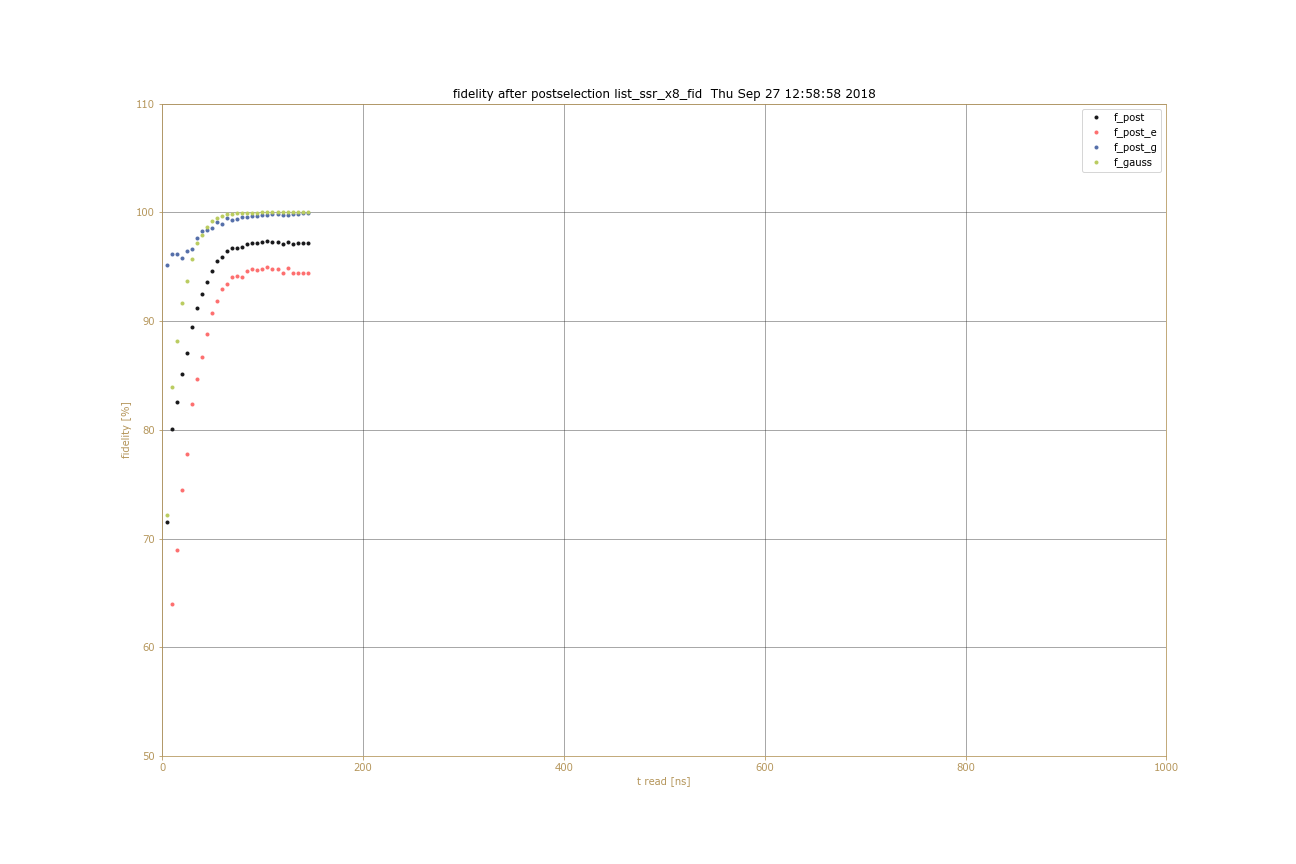 fidelity after postselection list_ssr_x8_fid  Thu Sep 27 12:58:58 2018
110
100
90
80
70
60
50
fidelity [%]
f_post
f_post_e
f_post_g
f_gauss
0
200
400
600
800
1000
t read [ns]